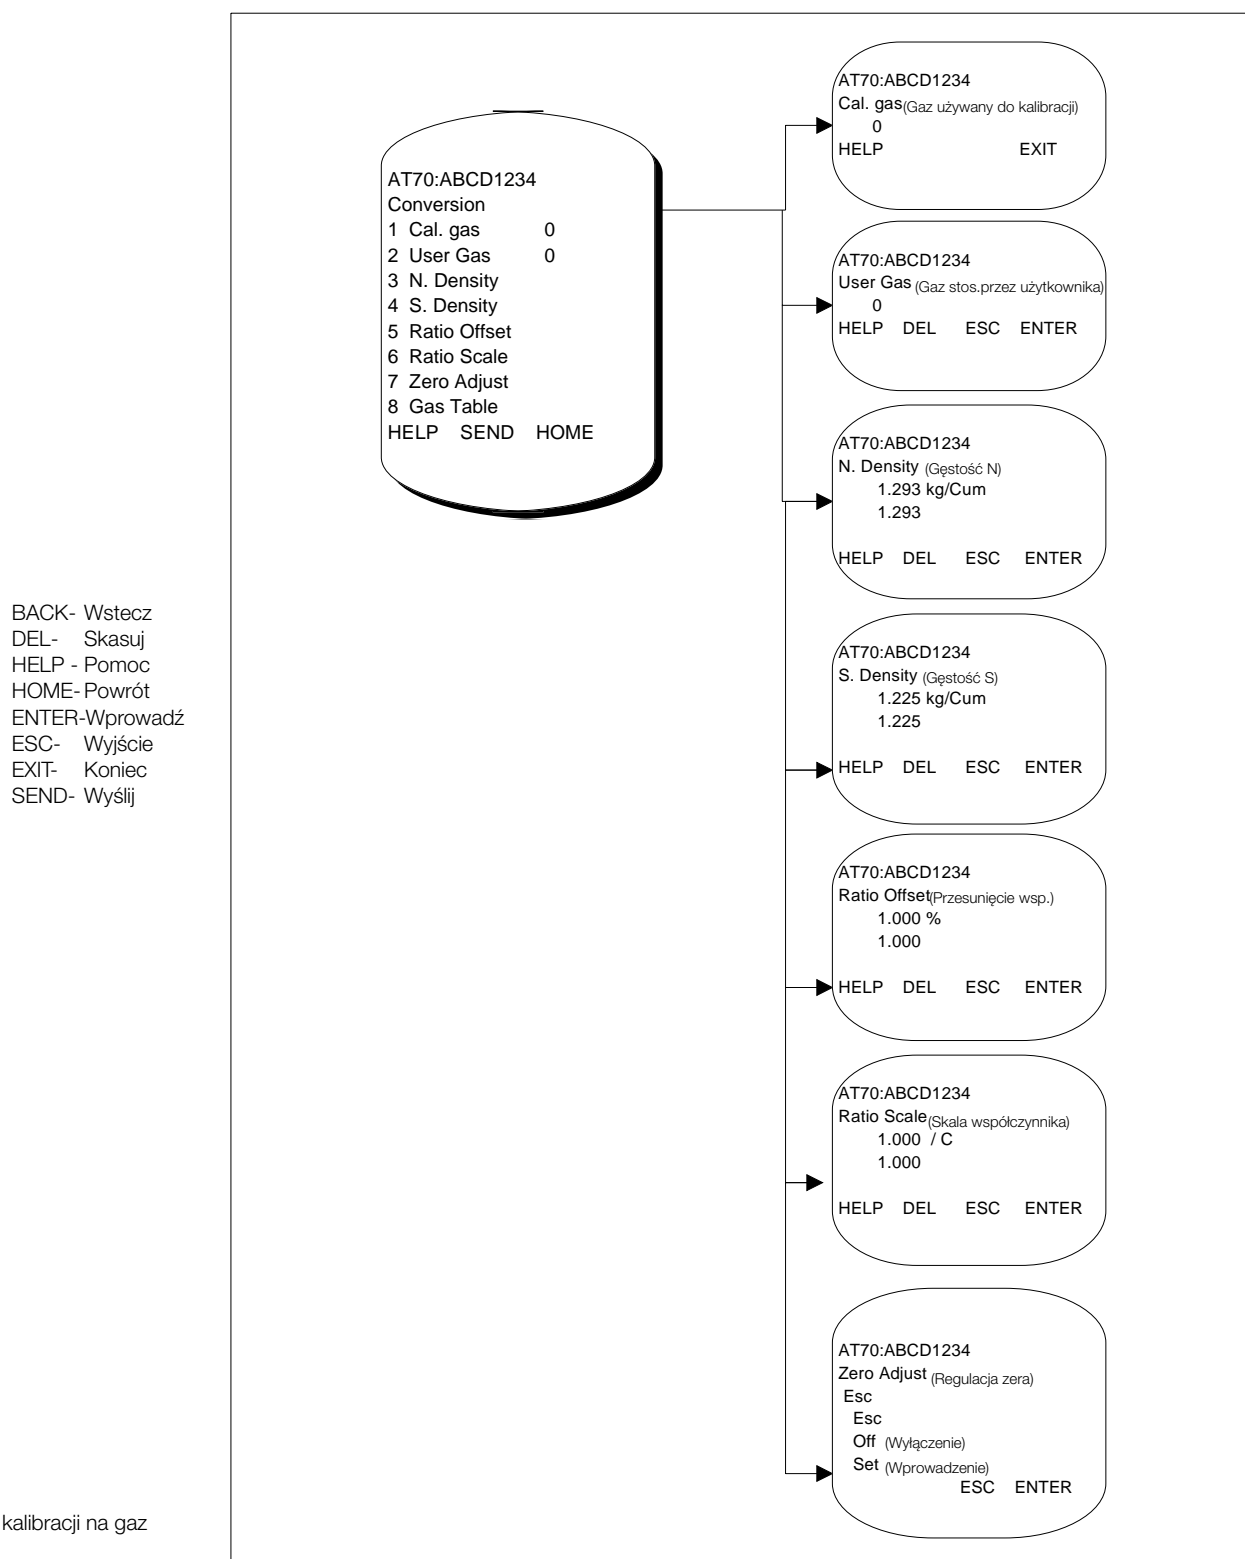 AT70:ABCD1234
Conversion
1 Cal. gas 0
2 User Gas 0
3 N. Density
4 S. Density
5 Ratio Offset
6 Ratio Scale
7 Zero Adjust
8 Gas Table
HELP SEND HOME
AT70:ABCD1234
Cal. gas (Gaz używany do kalibracji)
0
HELP EXIT
AT70:ABCD1234
User Gas (Gaz stos.przez użytkownika)
0
HELP DEL ESC ENTER
AT70:ABCD1234
N. Density (Gęstość N)
1.293 kg/Cum
1.293
HELP DEL ESC ENTER
AT70:ABCD1234
S. Density (Gęstość S)
1.225 kg/Cum
1.225
HELP DEL ESC ENTER
AT70:ABCD1234
Ratio Offset (Przesunięcie wsp.)
1.000 %
1.000
HELP DEL ESC ENTER
AT70:ABCD1234
Ratio Scale (Skala współczynnika)
1.000 / C
1.000
HELP DEL ESC ENTER
AT70:ABCD1234
Zero Adjust (Regulacja zera)
Esc
Esc
Off (Wyłączenie)
Set (Wprowadzenie)
ESC ENTER
BACK- Wstecz
DEL- Skasuj
HELP - Pomoc
HOME- Powrót
ENTER-Wprowadź
ESC- Wyjście
EXIT- Koniec
SEND- Wyślij
kalibracji na gaz